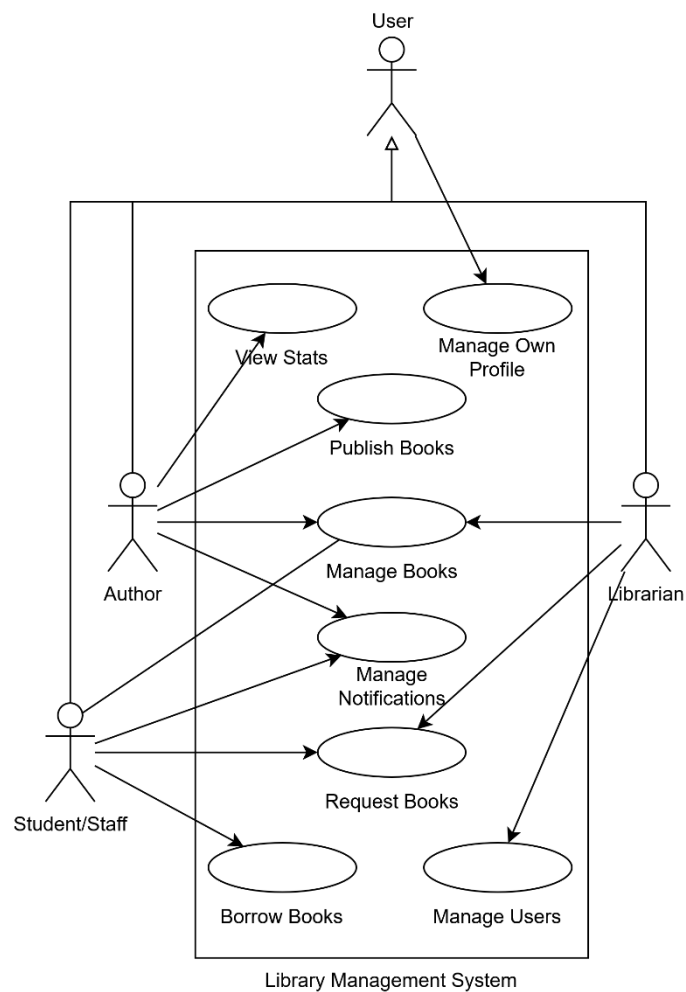 User
View Stats
Manage Own
Profile
Publish Books
Manage Books
Author
Librarian
Manage
Notifications
Request Books
Student/Staff
Borrow Books
Manage Users
Library Management System